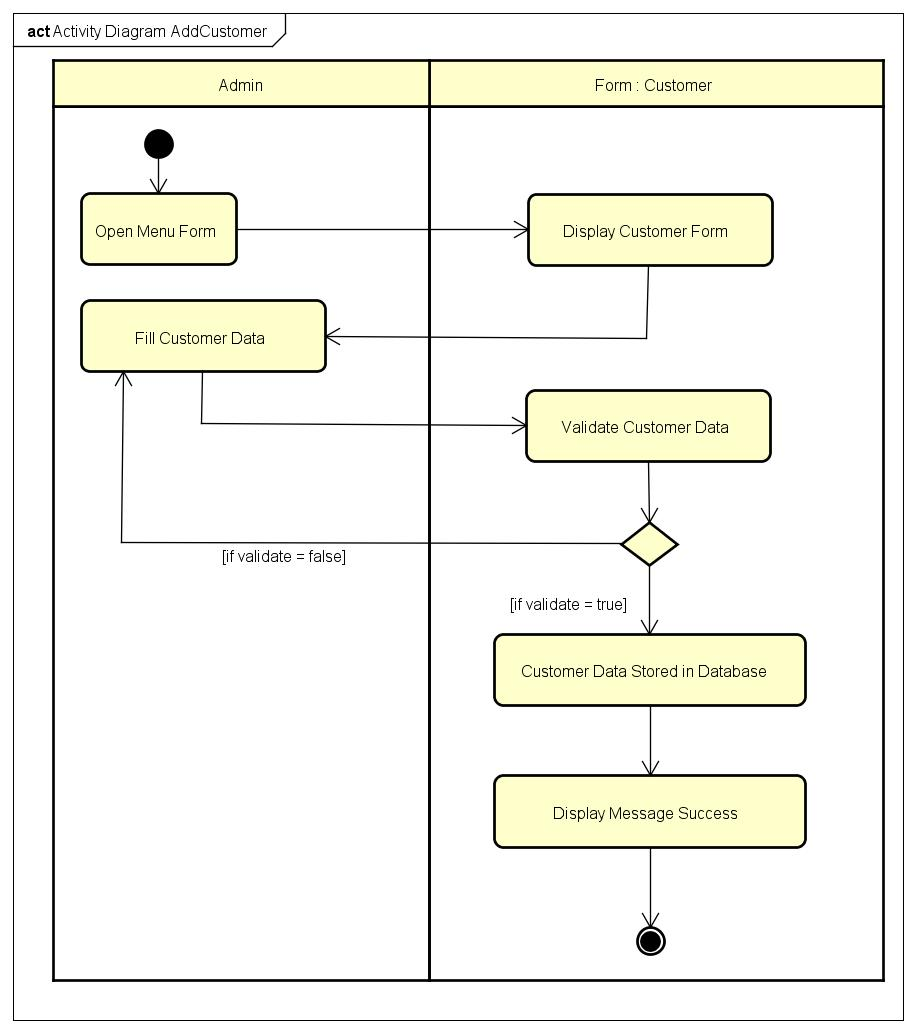 act Activity Diagram AddCustomer
Admin
Form : Customer
Open Menu Form
Display Customer Form
Fill Customer Data
Validate Customer Data
[if validate = false]
[if validate = true]
Customer Data Stored in Database
Display Message Success